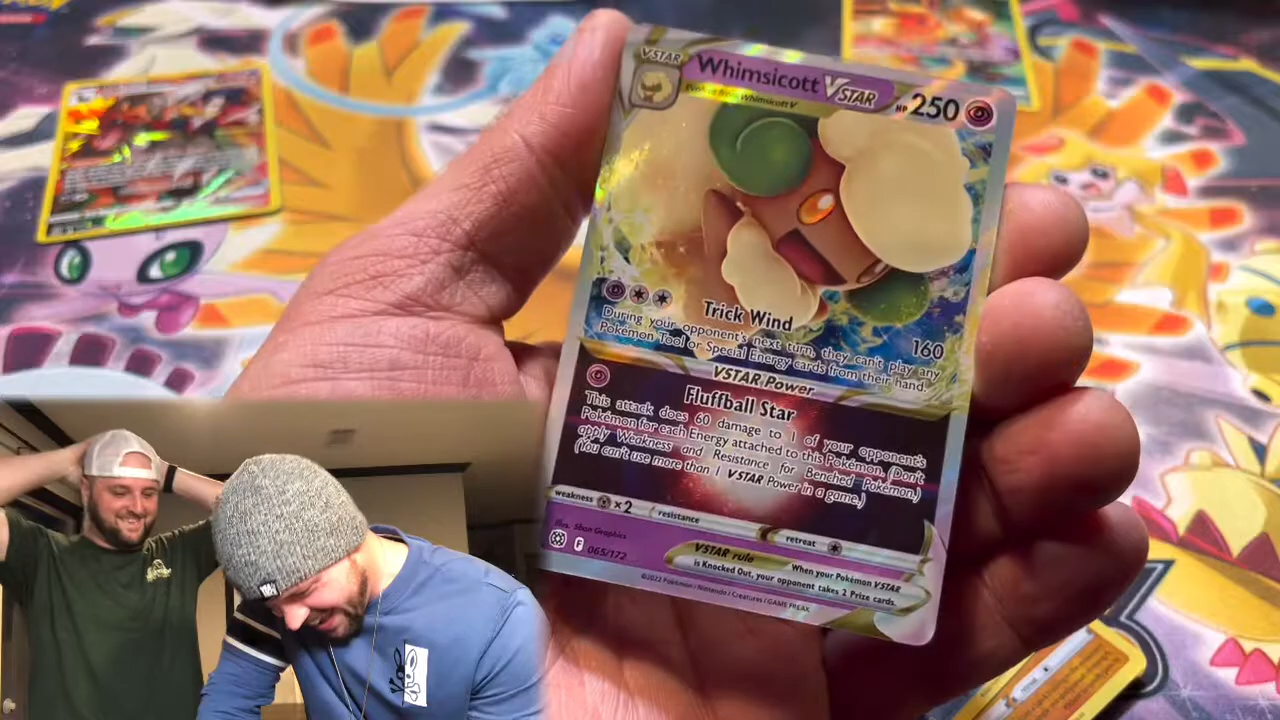 VSTAR Whimsicott VSTAR HP 250
Evolves from Whimsicott V
Trick Wind 160
During your opponent's next turn, they can't play any
Pokémon Tool or Special Energy cards from their hand.
VSTAR Power
Fluffball Star
This attack does 60 damage to 1 of your opponent's
Pokémon for each Energy attached to this Pokémon. (Don't
apply Weakness and Resistance for Benched Pokémon.)
(You can't use more than 1 VSTAR Power in a game.)
weakness ×2 resistance retreat
Illus. 5ban Graphics
F 065/172
VSTAR rule When your Pokémon VSTAR
is Knocked Out, your opponent takes 2 Prize cards.
©2022 Pokémon / Nintendo / Creatures / GAME FREAK